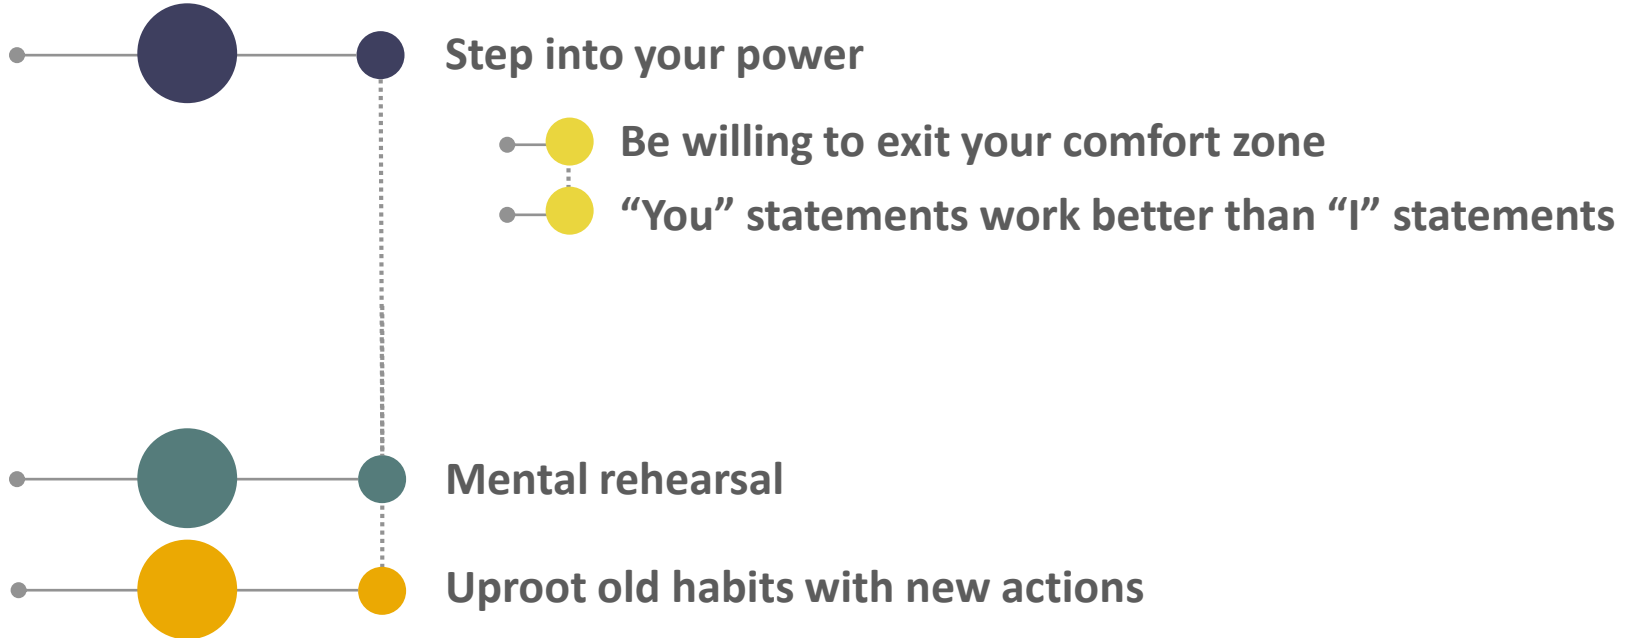 Step into your power
Be willing to exit your comfort zone
“You” statements work better than “I” statements
Mental rehearsal
Uproot old habits with new actions